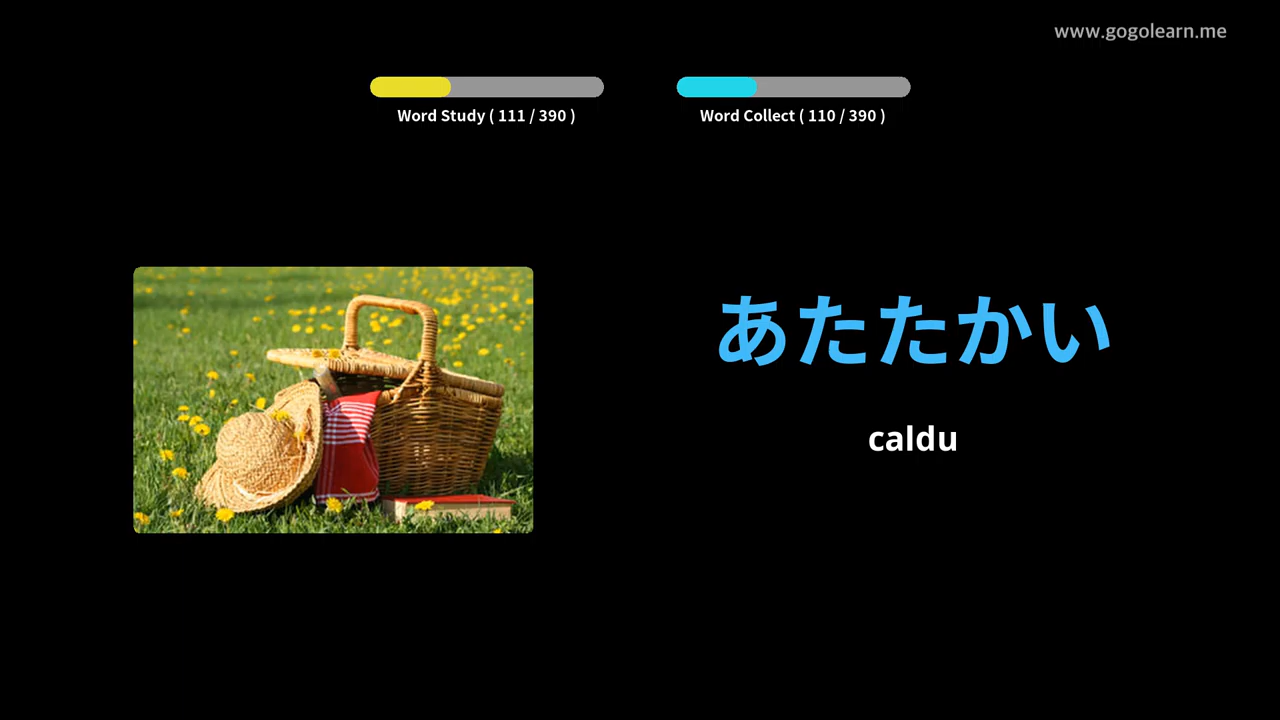 www.gogolearn.me
Word Study ( 111 / 390 )
Word Collect ( 110 / 390 )
あたたかい
caldu